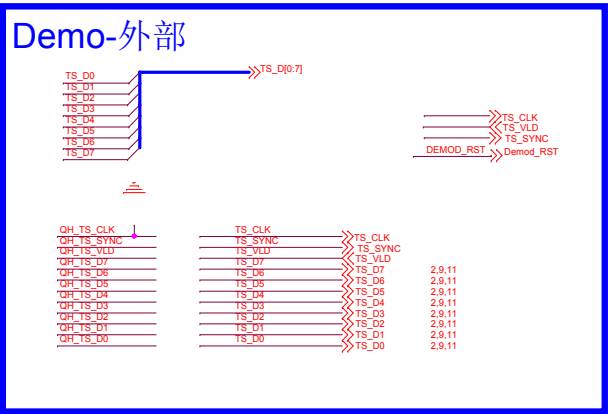 Demo-外部
TS_D0
TS_D1
TS_D2
TS_D3
TS_D4
TS_D5
TS_D6
TS_D7
TS_D[0:7]
TS_CLK
TS_VLD
TS_SYNC
DEMOD_RST Demod_RST
QH_TS_CLK TS_CLK TS_CLK
QH_TS_SYNC TS_SYNC TS_SYNC
QH_TS_VLD TS_VLD TS_VLD
QH_TS_D7 TS_D7 TS_D7 2,9,11
QH_TS_D6 TS_D6 TS_D6 2,9,11
QH_TS_D5 TS_D5 TS_D5 2,9,11
QH_TS_D4 TS_D4 TS_D4 2,9,11
QH_TS_D3 TS_D3 TS_D3 2,9,11
QH_TS_D2 TS_D2 TS_D2 2,9,11
QH_TS_D1 TS_D1 TS_D1 2,9,11
QH_TS_D0 TS_D0 TS_D0 2,9,11